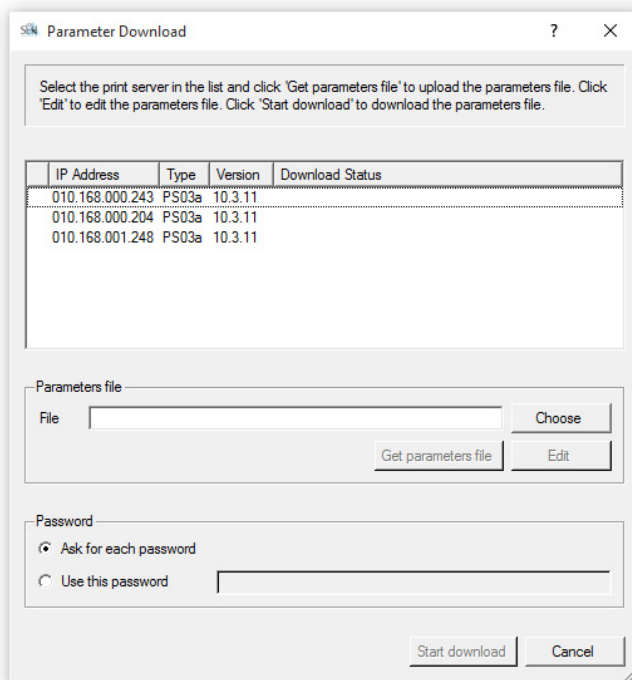 SEH Parameter Download ?
Select the print server in the list and click 'Get parameters file' to upload the parameters file. Click
'Edit' to edit the parameters file. Click 'Start download' to download the parameters file.
IP Address Type Version Download Status
010.168.000.243 PS03a 10.3.11
010.168.000.204 PS03a 10.3.11
010.168.001.248 PS03a 10.3.11
Parameters file
File Choose
Get parameters file Edit
Password
Ask for each password
Use this password
Start download Cancel